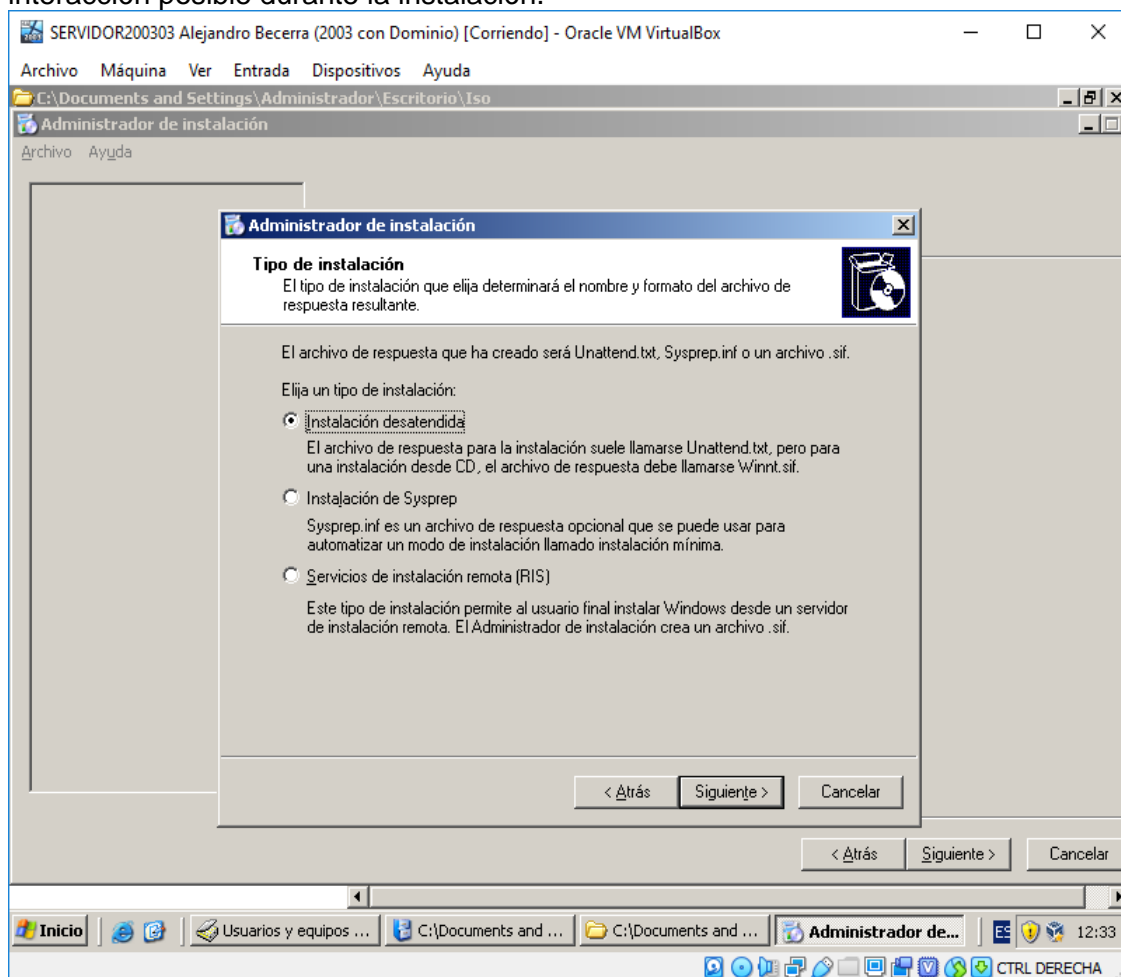 interacción posible durante la instalación.
SERVIDOR200303 Alejandro Becerra (2003 con Dominio) [Corriendo] - Oracle VM VirtualBox
Archivo Máquina Ver Entrada Dispositivos Ayuda
C:\Documents and Settings\Administrador\Escritorio\Iso
Administrador de instalación
Archivo Ayuda
Administrador de instalación
Tipo de instalación
El tipo de instalación que elija determinará el nombre y formato del archivo de
respuesta resultante.
El archivo de respuesta que ha creado será Unattend.txt, Sysprep.inf o un archivo .sif.
Elija un tipo de instalación:
Instalación desatendida
El archivo de respuesta para la instalación suele llamarse Unattend.txt, pero para
una instalación desde CD, el archivo de respuesta debe llamarse Winnt.sif.
Instalación de Sysprep
Sysprep.inf es un archivo de respuesta opcional que se puede usar para
automatizar un modo de instalación llamado instalación mínima.
Servicios de instalación remota (RIS)
Este tipo de instalación permite al usuario final instalar Windows desde un servidor
de instalación remota. El Administrador de instalación crea un archivo .sif.
< Atrás Siguiente > Cancelar
< Atrás Siguiente > Cancelar
Inicio Usuarios y equipos ... C:\Documents and ... C:\Documents and ... Administrador de... ES 12:33
CTRL DERECHA